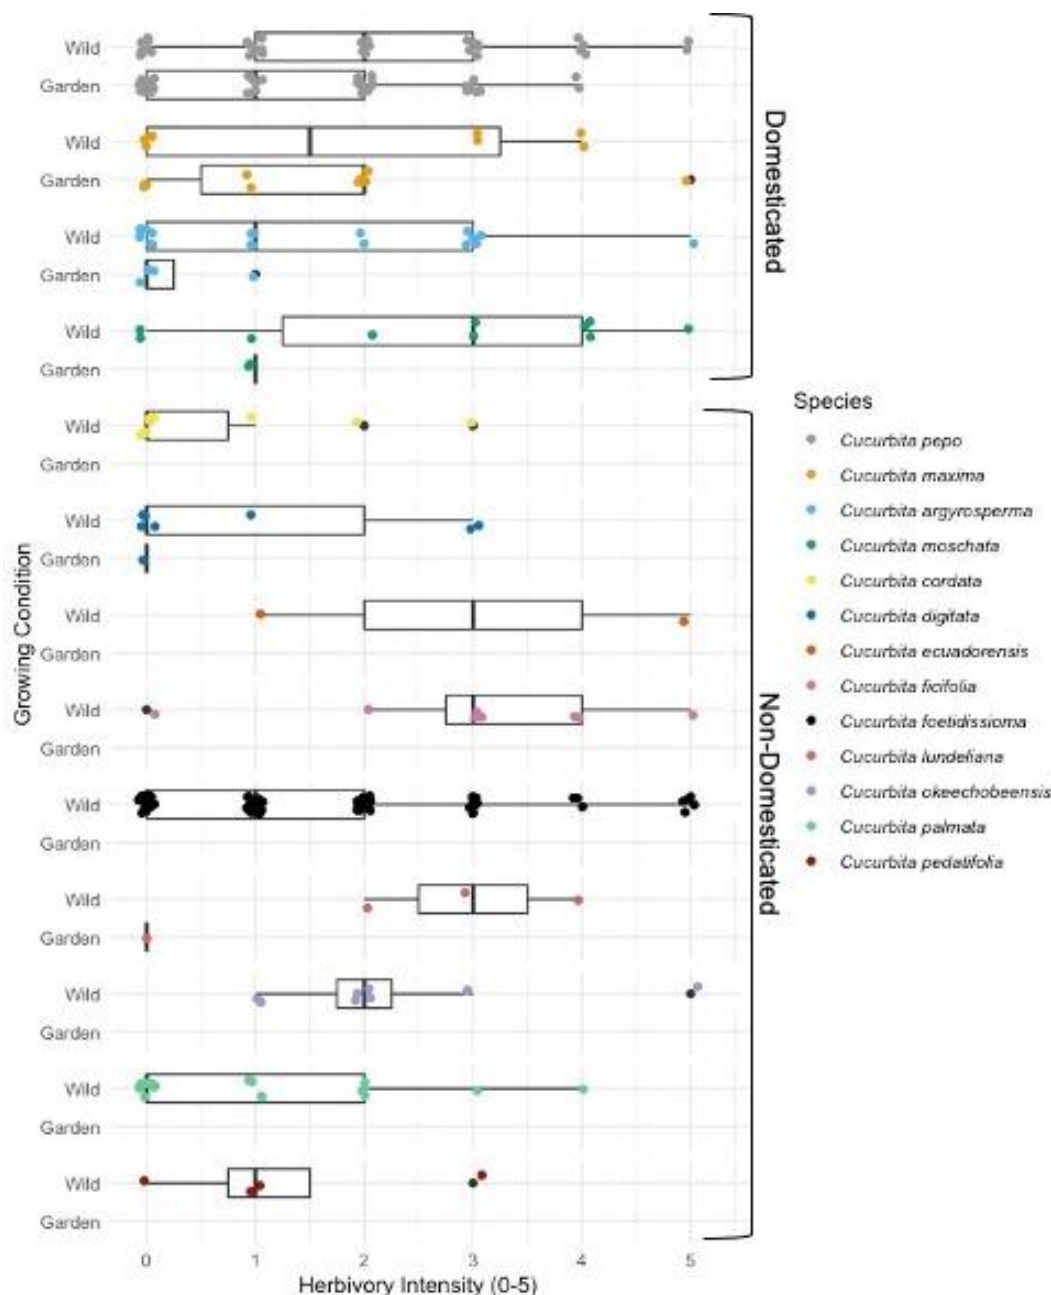 Wild
Garden
Wild
Garden
Wild
Garden
Wild
Garden
Domesticated
Wild
Garden
Wild
Garden
Wild
Garden
Wild
Garden
Wild
Garden
Wild
Garden
Wild
Garden
Wild
Garden
Wild
Garden
Non-Domesticated
Growing Condition
0 1 2 3 4 5
Herbivory Intensity (0-5)
Species
Cucurbita pepo
Cucurbita maxima
Cucurbita argyrosperma
Cucurbita moschata
Cucurbita cordata
Cucurbita digitata
Cucurbita ecuadorensis
Cucurbita ficifolia
Cucurbita foetidissioma
Cucurbita lundeliana
Cucurbita okeechobeensis
Cucurbita palmata
Cucurbita pedatifolia